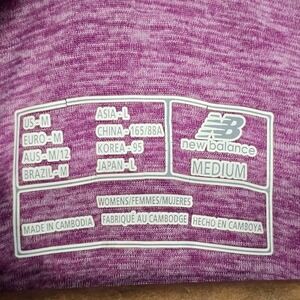 US-M
EURO-M
AUS-M/12
BRAZIL-M
ASIA-L
CHINA-165/88A
KOREA-95
JAPAN-L
NB
new balance
MEDIUM
WOMENS/FEMMES/MUJERES
MADE IN CAMBODIA FABRIQUÉ AU CAMBODGE HECHO EN CAMBOYA